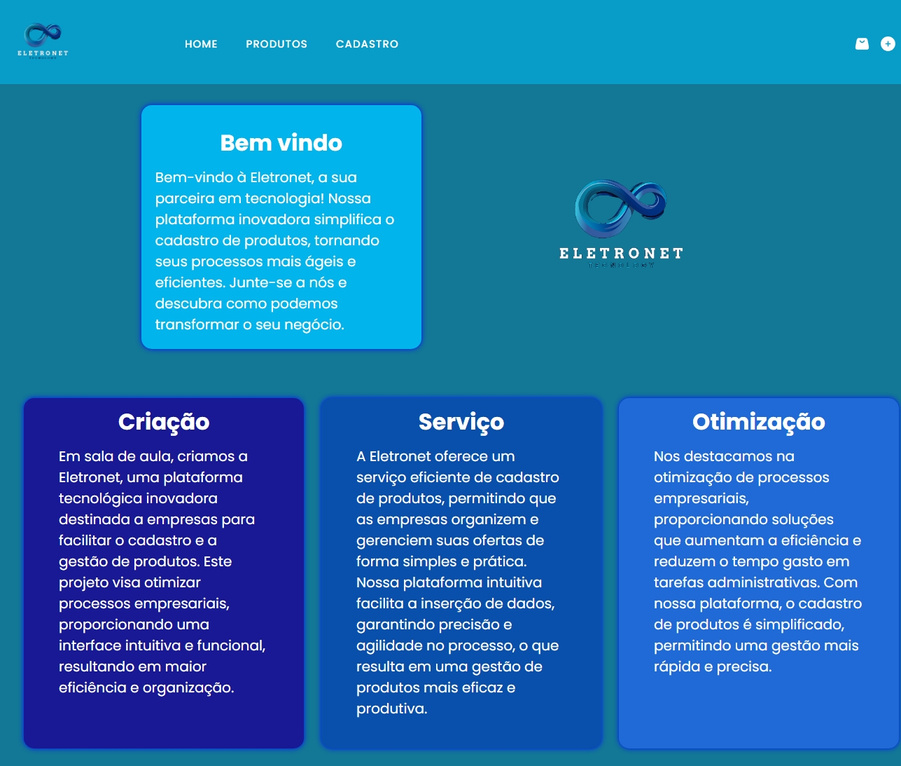 ELETRONET
HOME PRODUTOS CADASTRO
Bem vindo
Bem-vindo à Eletronet, a sua
parceira em tecnologia! Nossa
plataforma inovadora simplifica o
cadastro de produtos, tornando
seus processos mais ágeis e
eficientes. Junte-se a nós e
descubra como podemos
transformar o seu negócio.
ELETRONET
Criação
Em sala de aula, criamos a
Eletronet, uma plataforma
tecnológica inovadora
destinada a empresas para
facilitar o cadastro e a
gestão de produtos. Este
projeto visa otimizar
processos empresariais,
proporcionando uma
interface intuitiva e funcional,
resultando em maior
eficiência e organização.
Serviço
A Eletronet oferece um
serviço eficiente de cadastro
de produtos, permitindo que
as empresas organizem e
gerenciem suas ofertas de
forma simples e prática.
Nossa plataforma intuitiva
facilita a inserção de dados,
garantindo precisão e
agilidade no processo, o que
resulta em uma gestão de
produtos mais eficaz e
produtiva.
Otimização
Nos destacamos na
otimização de processos
empresariais,
proporcionando soluções
que aumentam a eficiência e
reduzem o tempo gasto em
tarefas administrativas. Com
nossa plataforma, o cadastro
de produtos é simplificado,
permitindo uma gestão mais
rápida e precisa.